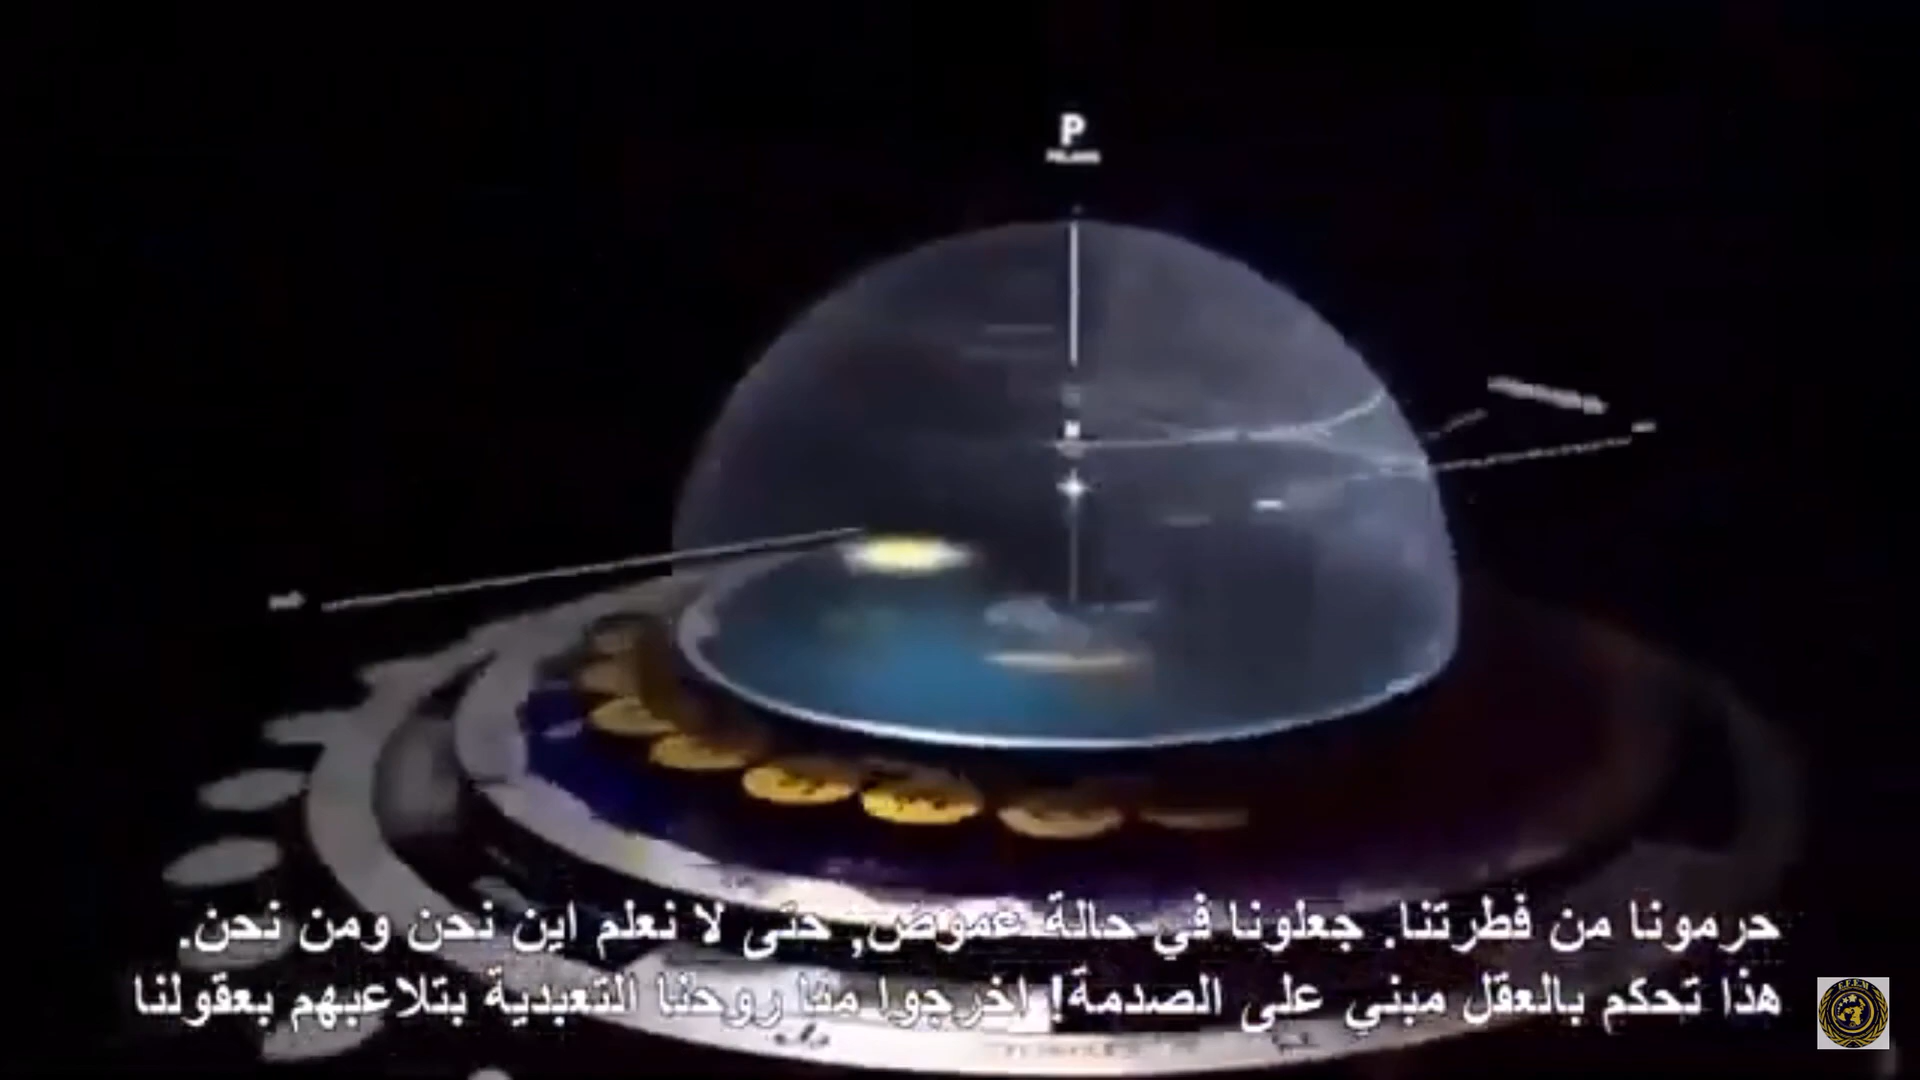 P
حرمونا من فطرتنا. جعلونا في حالة غموض, حتى لا نعلم اين نحن ومن نحن.
هذا تحكم بالعقل مبني على الصدمة! اخرجوا منا روحنا التعبدية بتلاعبهم بعقولنا